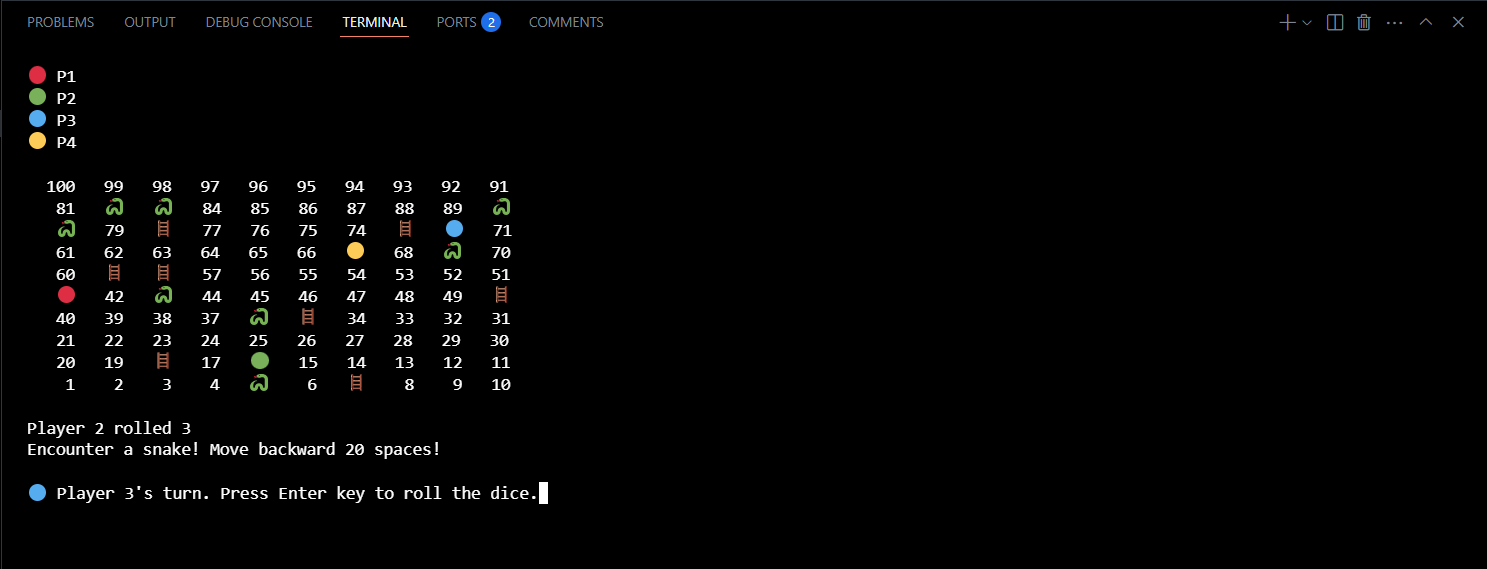 PROBLEMS OUTPUT DEBUG CONSOLE TERMINAL PORTS 2 COMMENTS
P1
P2
P3
P4
100 99 98 97 96 95 94 93 92 91
81 84 85 86 87 88 89
79 77 76 75 74 71
61 62 63 64 65 66 68 70
60 57 56 55 54 53 52 51
42 44 45 46 47 48 49
40 39 38 37 34 33 32 31
21 22 23 24 25 26 27 28 29 30
20 19 17 15 14 13 12 11
1 2 3 4 6 8 9 10
Player 2 rolled 3
Encounter a snake! Move backward 20 spaces!
Player 3's turn. Press Enter key to roll the dice.